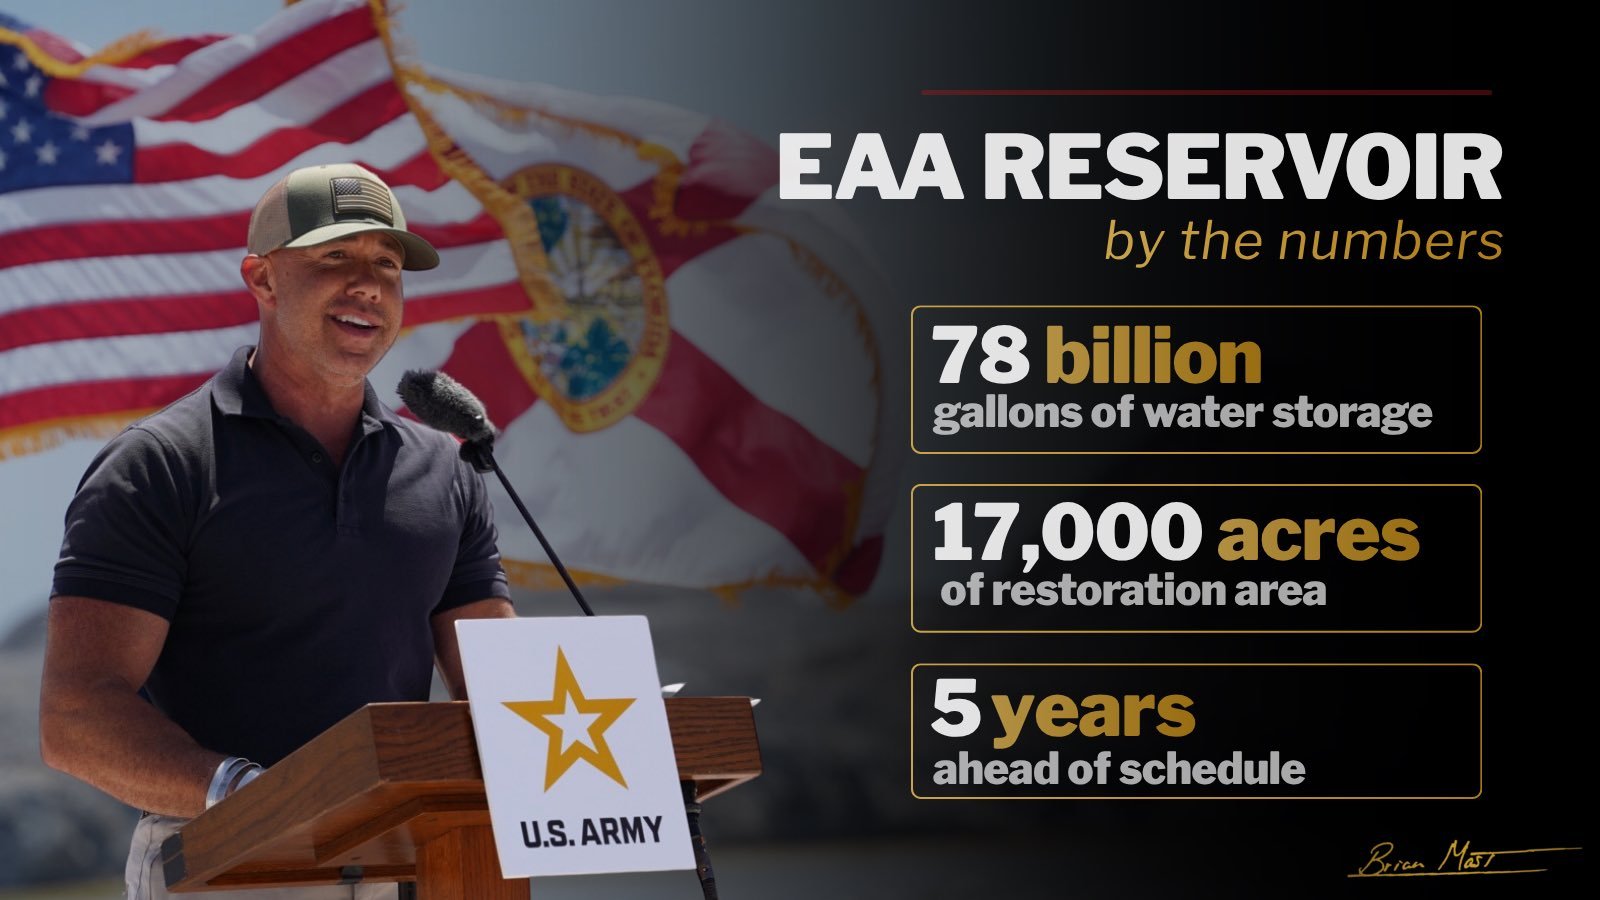 EAA RESERVOIR
by the numbers
78 billion
gallons of water storage
17,000 acres
of restoration area
5 years
ahead of schedule
U.S. ARMY
Brian Mast